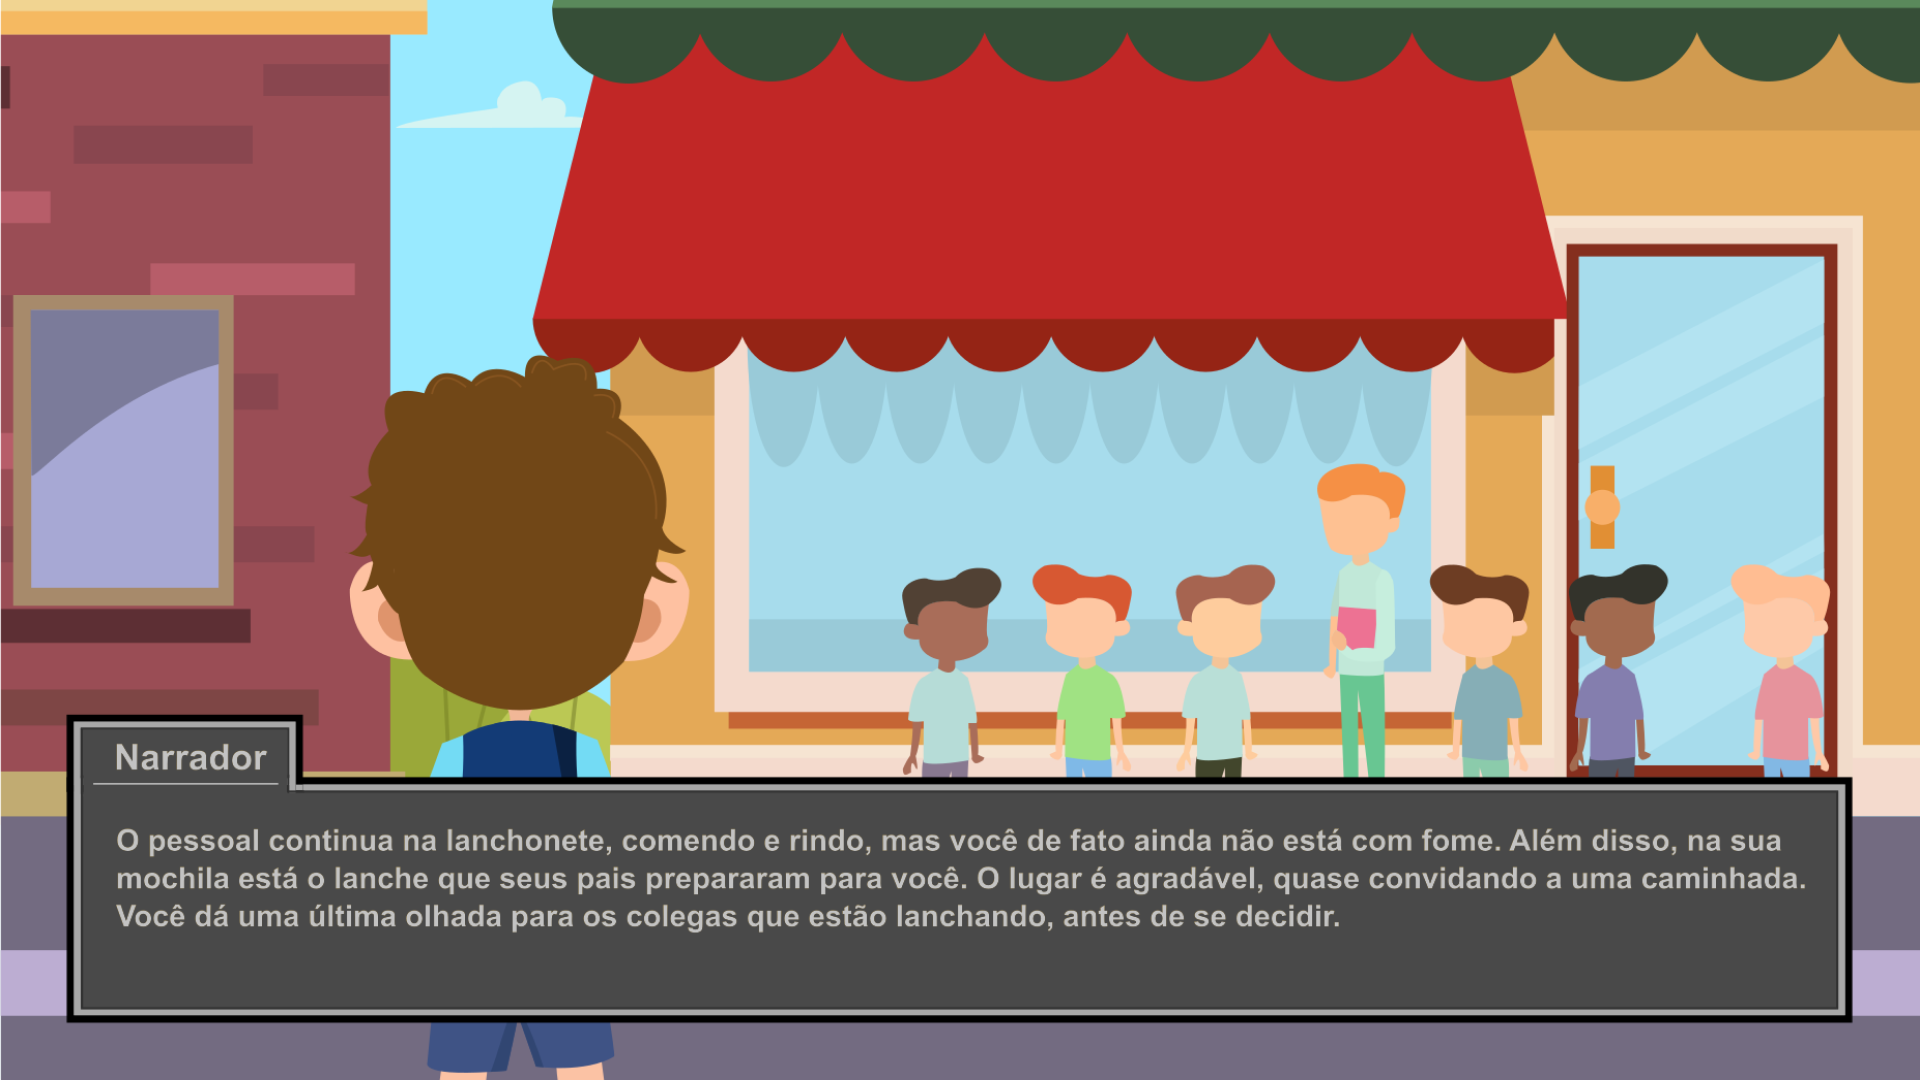 Narrador
O pessoal continua na lanchonete, comendo e rindo, mas você de fato ainda não está com fome. Além disso, na sua
mochila está o lanche que seus pais prepararam para você. O lugar é agradável, quase convidando a uma caminhada.
Você dá uma última olhada para os colegas que estão lanchando, antes de se decidir.